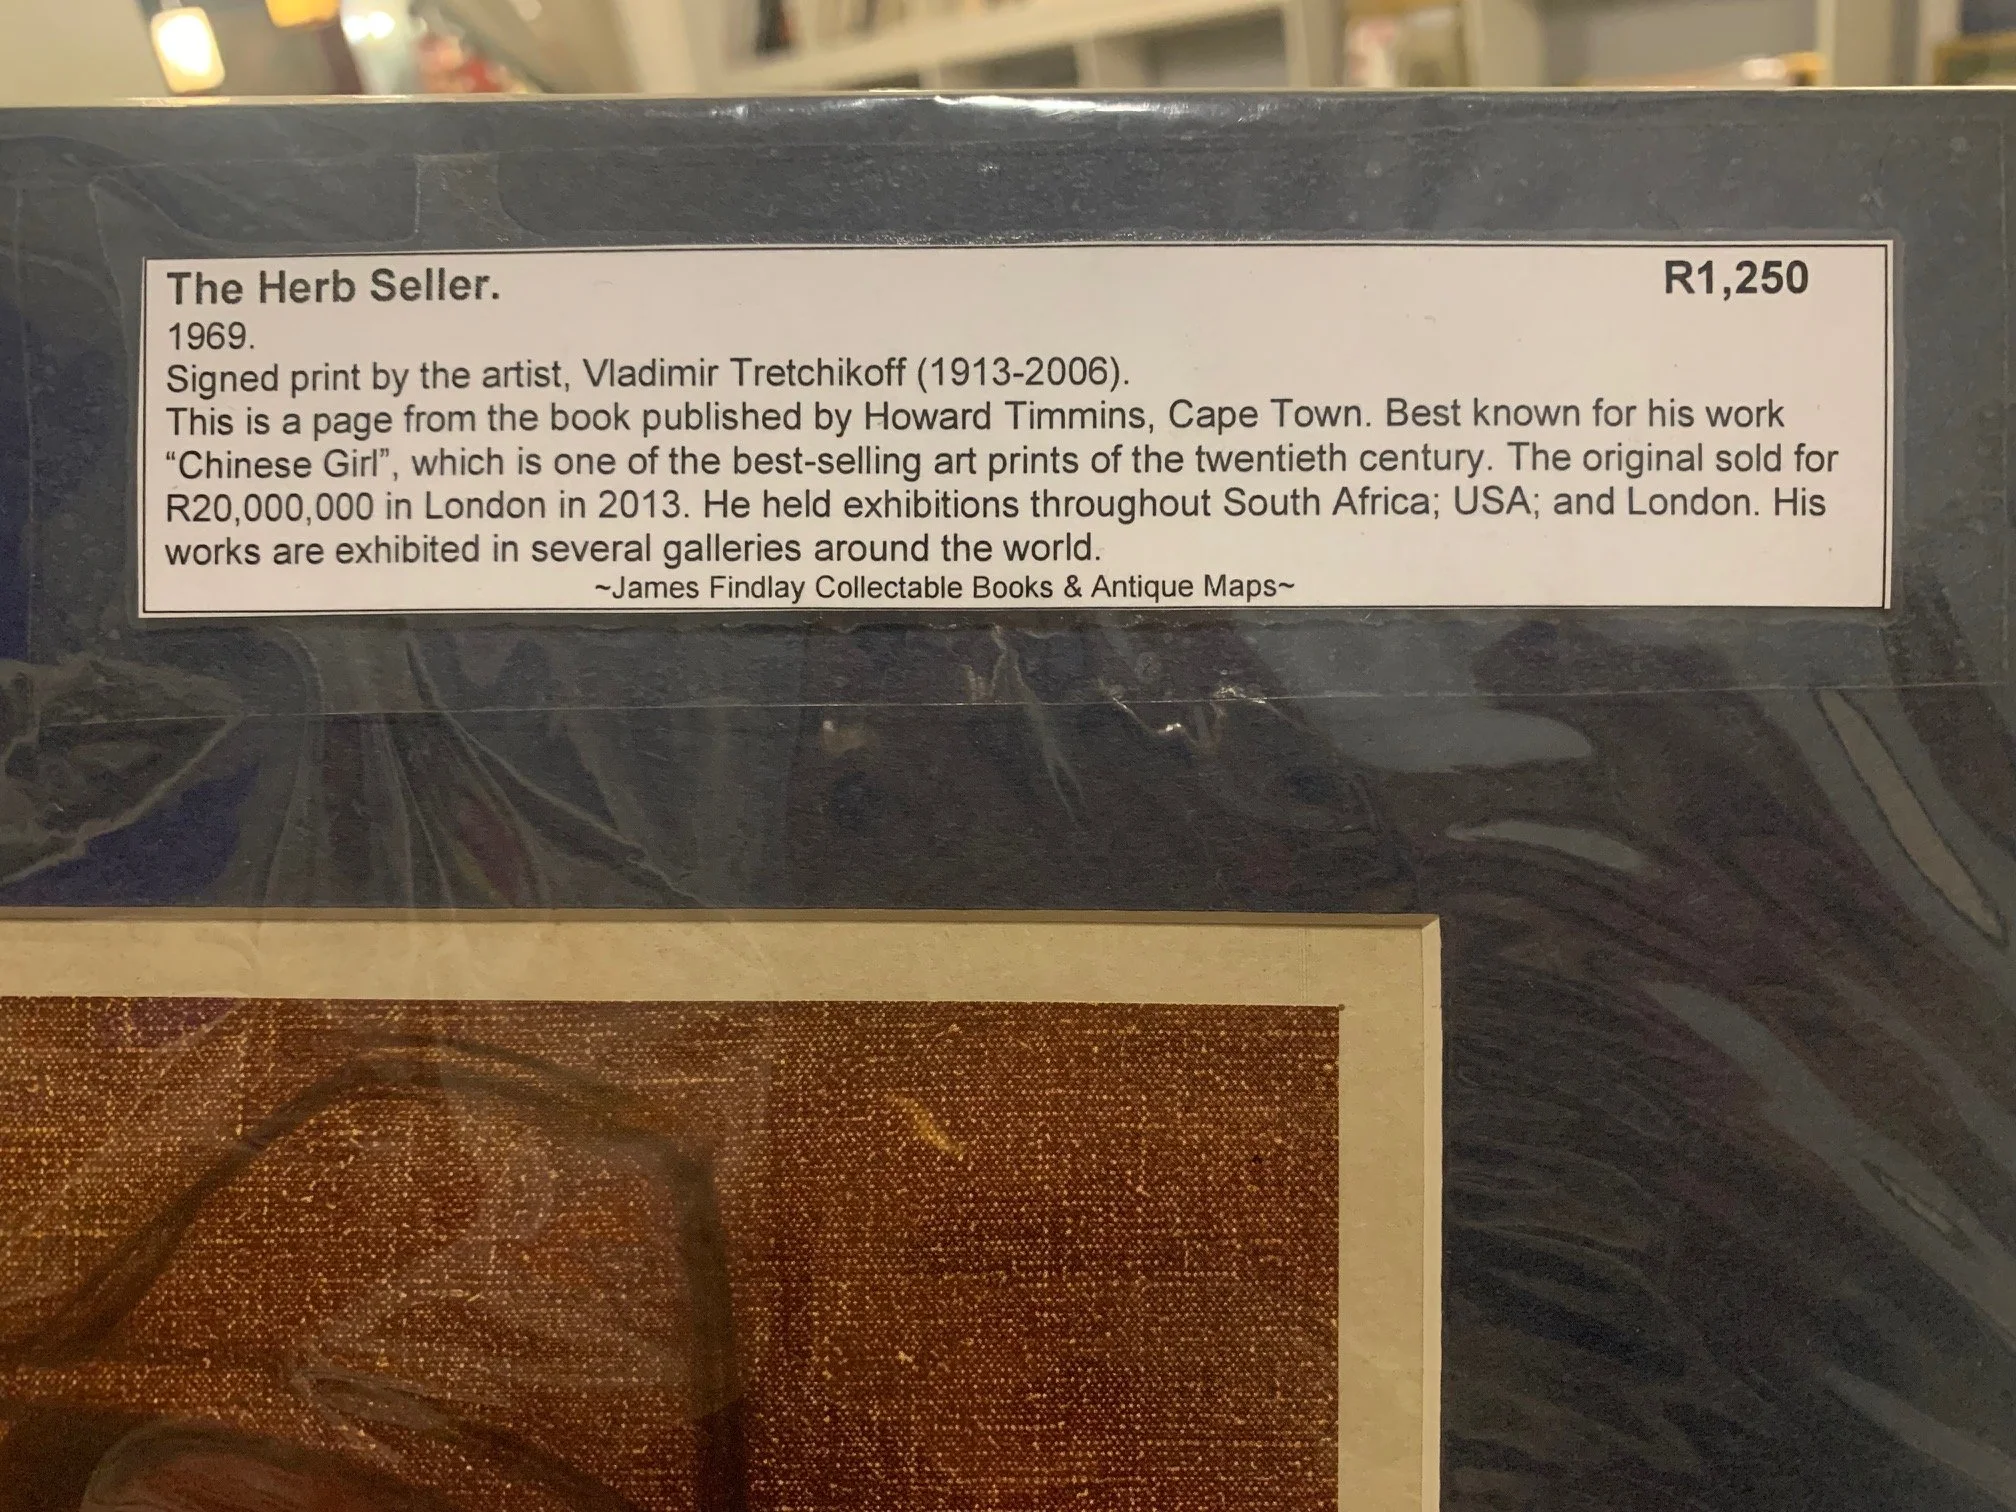 The Herb Seller. R1,250
1969.
Signed print by the artist, Vladimir Tretchikoff (1913-2006).
This is a page from the book published by Howard Timmins, Cape Town. Best known for his work
“Chinese Girl”, which is one of the best-selling art prints of the twentieth century. The original sold for
R20,000,000 in London in 2013. He held exhibitions throughout South Africa; USA; and London. His
works are exhibited in several galleries around the world.
~James Findlay Collectable Books & Antique Maps~